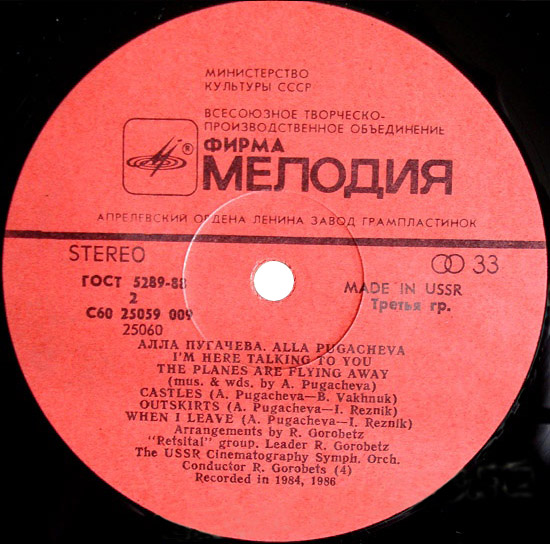 МИНИСТЕРСТВО
КУЛЬТУРЫ СССР
ВСЕСОЮЗНОЕ ТВОРЧЕСКО-
ПРОИЗВОДСТВЕННОЕ ОБЪЕДИНЕНИЕ
ФИРМА
® МЕЛОДИЯ
АПРЕЛЕВСКИЙ ОРДЕНА ЛЕНИНА ЗАВОД ГРАМПЛАСТИНОК
STEREO 33
ГОСТ 5289-88 MADE IN USSR
2 Третья гр.
С60 25059 009
25060
АЛЛА ПУГАЧЕВА. ALLA PUGACHEVA
I'M HERE TALKING TO YOU
THE PLANES ARE FLYING AWAY
(mus. & wds. by A. Pugacheva)
CASTLES (A. Pugacheva—B. Vakhnuk)
OUTSKIRTS (A. Pugacheva—I. Reznik)
WHEN I LEAVE (A. Pugacheva—I. Reznik)
Arrangements by R. Gorobetz
"Retsital" group. Leader R. Gorobetz
The USSR Cinematography Symph. Orch.
Conductor R. Gorobets (4)
Recorded in 1984, 1986